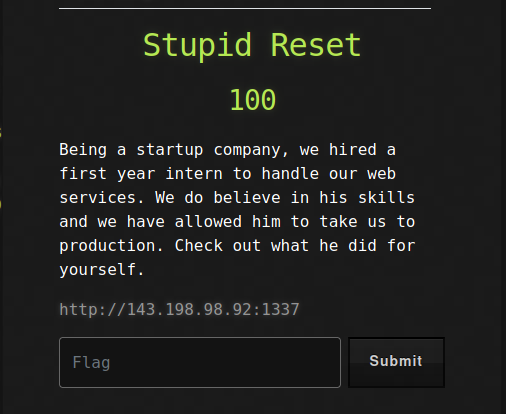 Stupid Reset
100
Being a startup company, we hired a
first year intern to handle our web
services. We do believe in his skills
and we have allowed him to take us to
production. Check out what he did for
yourself.
http://143.198.98.92:1337
Flag
Submit